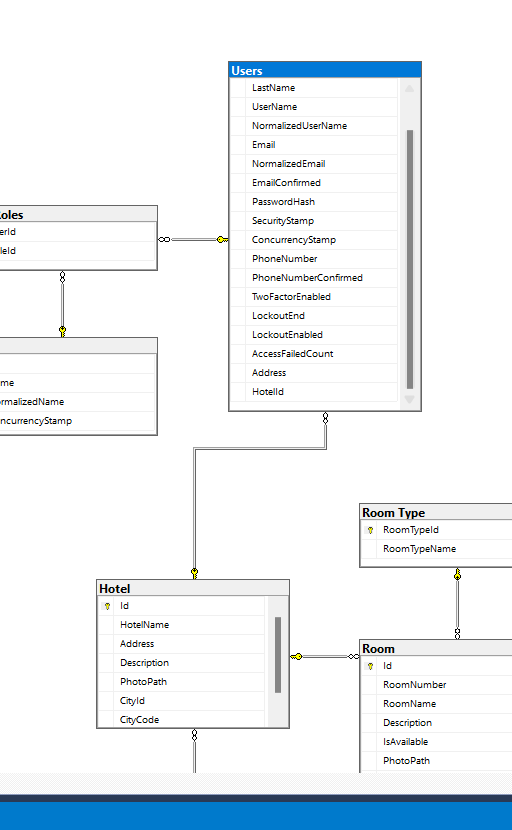 Users
LastName
UserName
NormalizedUserName
Email
NormalizedEmail
EmailConfirmed
PasswordHash
SecurityStamp
ConcurrencyStamp
PhoneNumber
PhoneNumberConfirmed
TwoFactorEnabled
LockoutEnd
LockoutEnabled
AccessFailedCount
Address
HotelId
oles
erId
leId
me
ormalizedName
ncurrencyStamp
Room Type
RoomTypeId
RoomTypeName
Hotel
Id
HotelName
Address
Description
PhotoPath
CityId
CityCode
Room
Id
RoomNumber
RoomName
Description
IsAvailable
PhotoPath